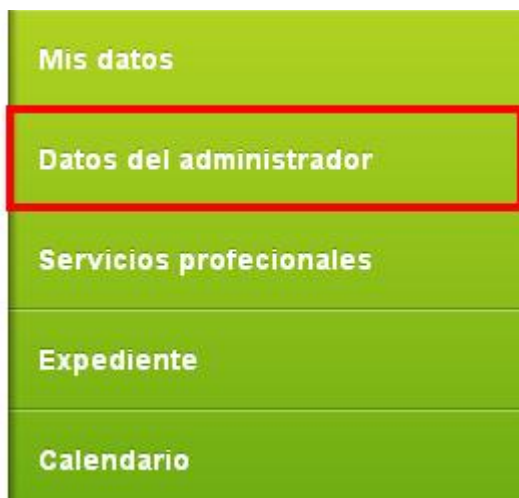 Mis datos
Datos del administrador
Servicios profecionales
Expediente
Calendario